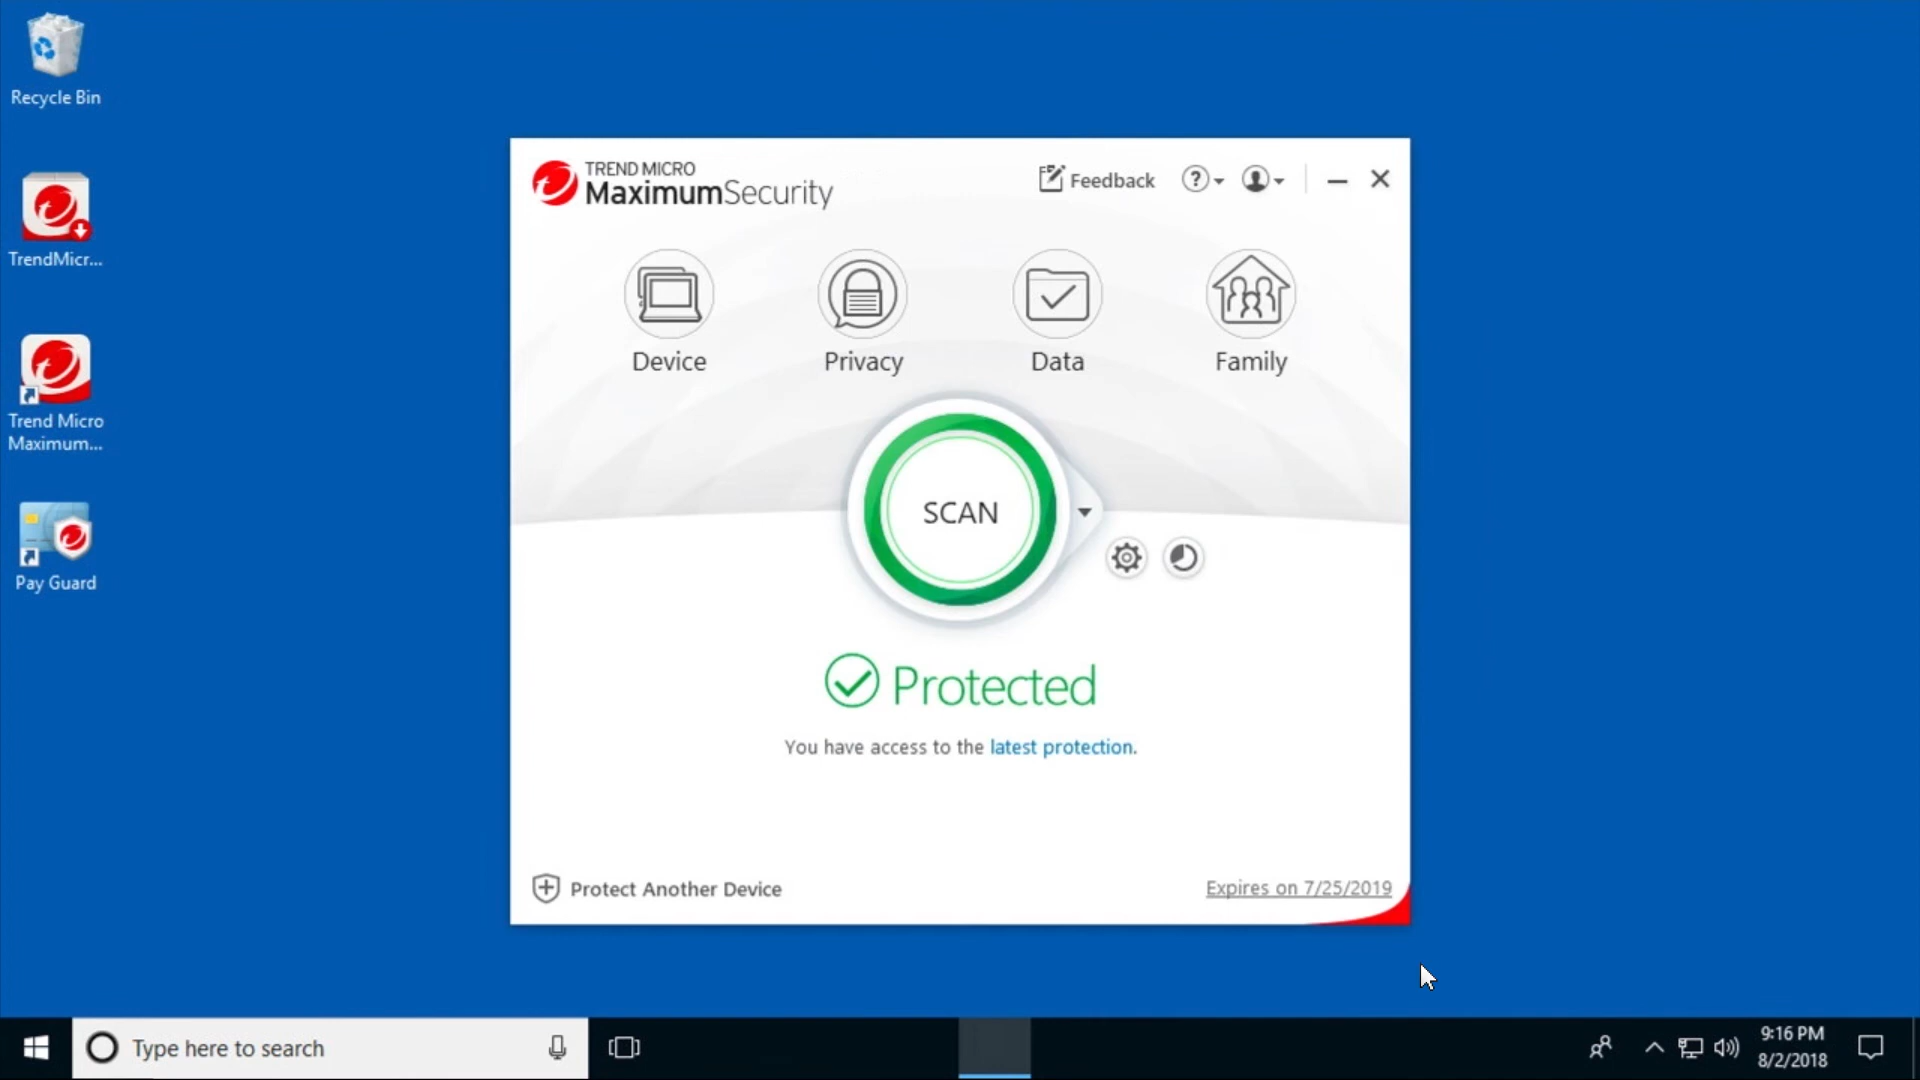 Recycle Bin
TrendMicr...
Trend Micro
Maximum...
Pay Guard
TREND MICRO
MaximumSecurity
Feedback
?
Device
Privacy
Data
Family
SCAN
Protected
You have access to the latest protection.
Protect Another Device
Expires on 7/25/2019
Type here to search
9:16 PM
8/2/2018